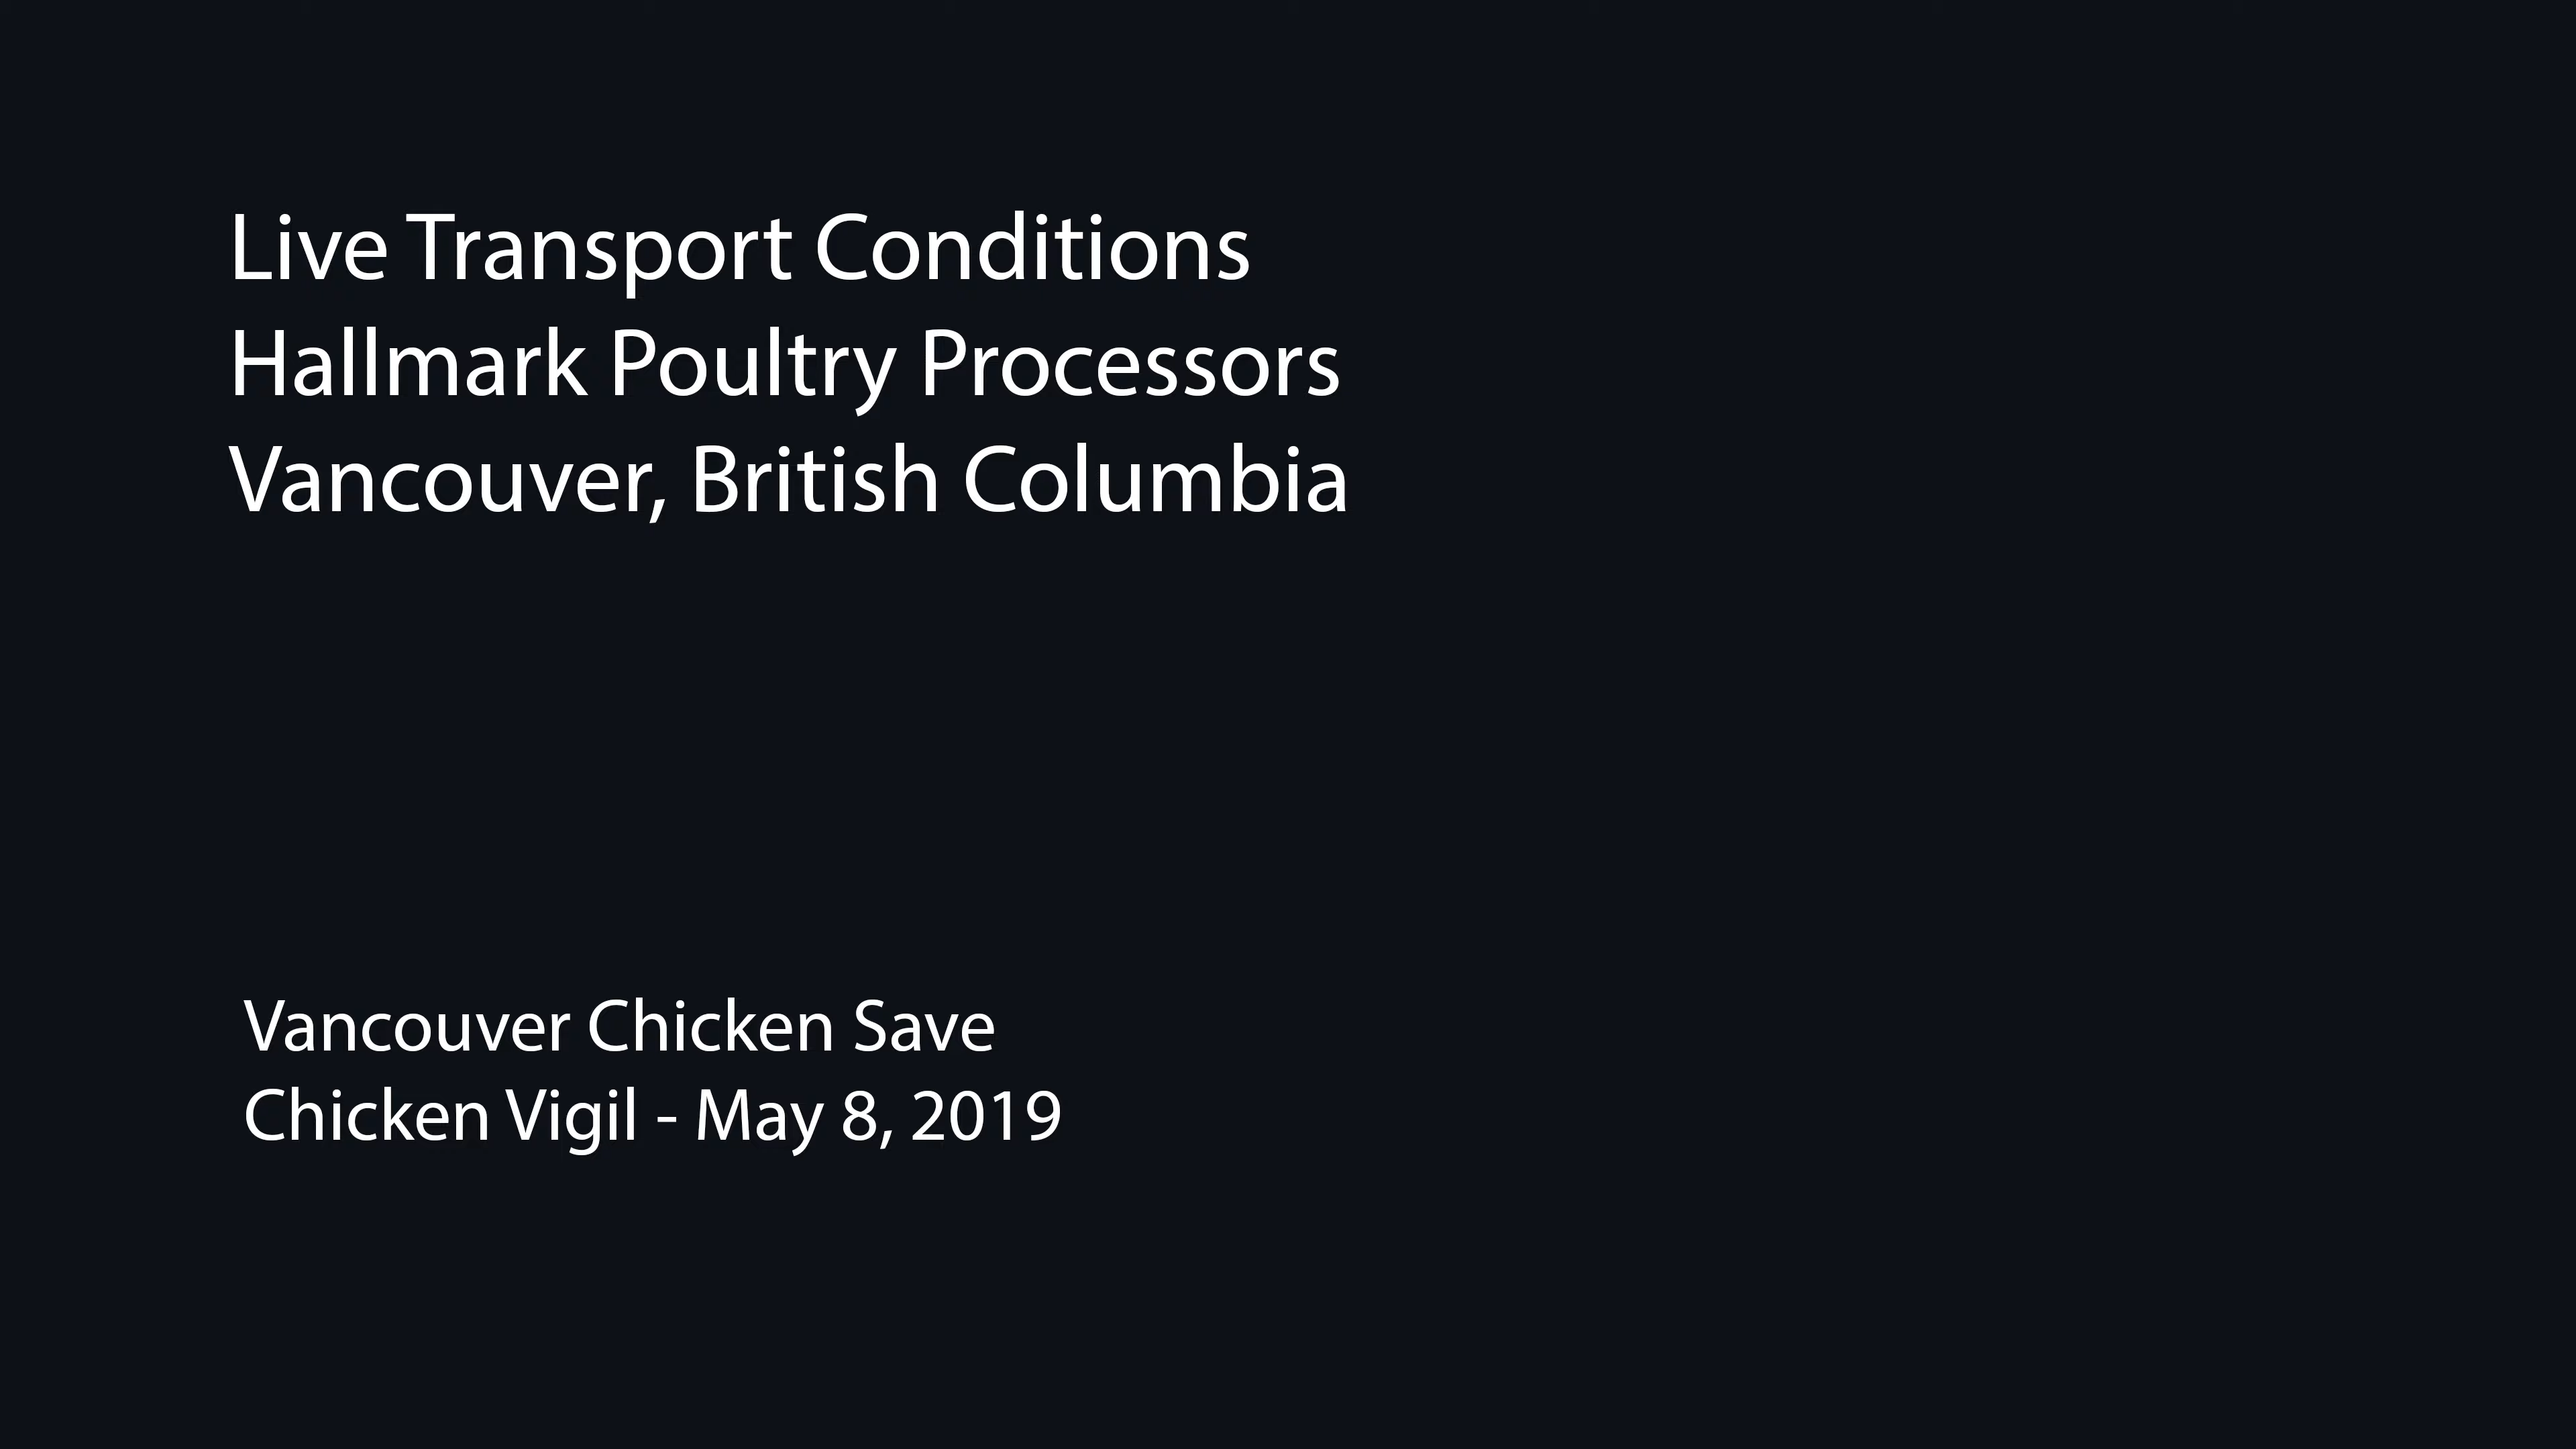 Live Transport Conditions
Hallmark Poultry Processors
Vancouver, British Columbia
Vancouver Chicken Save
Chicken Vigil - May 8, 2019